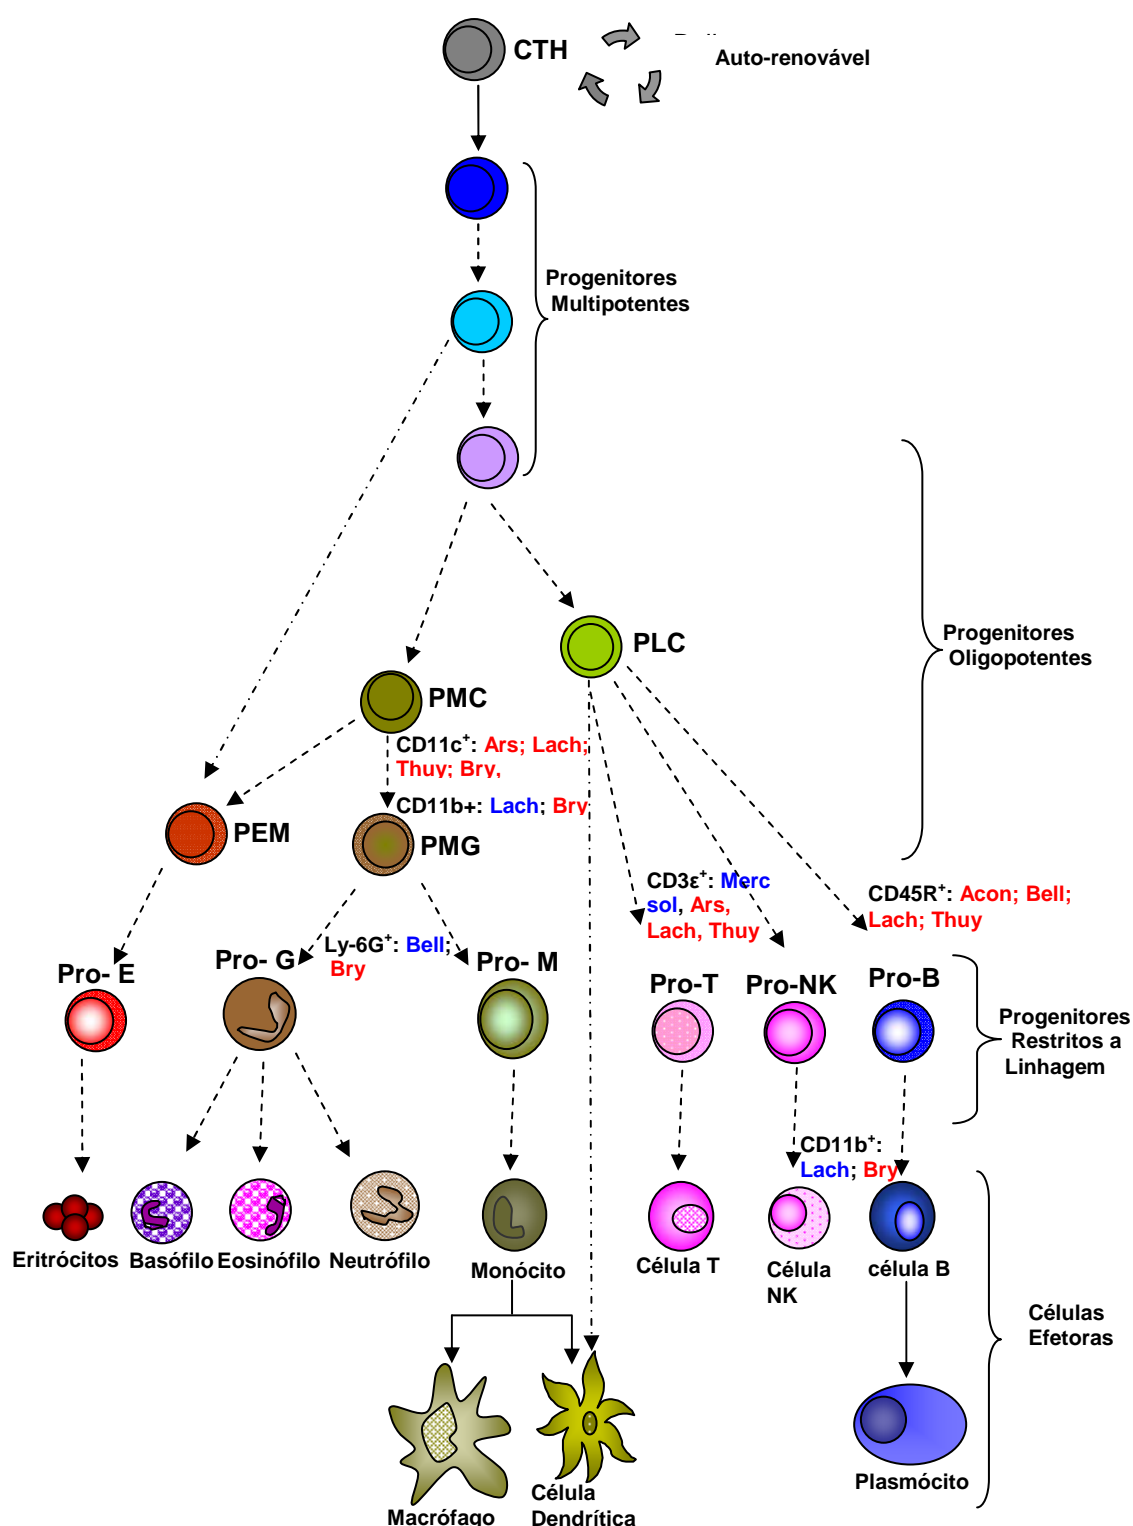 CTH
Auto-renovável
Progenitores
Multipotentes
PLC
Progenitores
Oligopotentes
PMC
CD11c⁺: Ars; Lach;
Thuy; Bry,
CD11b+: Lach; Bry
PEM
PMG
CD3ε⁺: Merc
sol, Ars,
Lach, Thuy
CD45R⁺: Acon; Bell;
Lach; Thuy
Ly-6G⁺: Bell;
Bry
Pro- E
Pro- G
Pro- M
Pro-T
Pro-NK
Pro-B
Progenitores
Restritos a
Linhagem
CD11b⁺:
Lach; Bry
Eritrócitos
Basófilo
Eosinófilo
Neutrófilo
Monócito
Célula T
Célula
NK
célula B
Células
Efetoras
Plasmócito
Macrófago
Célula
Dendrítica